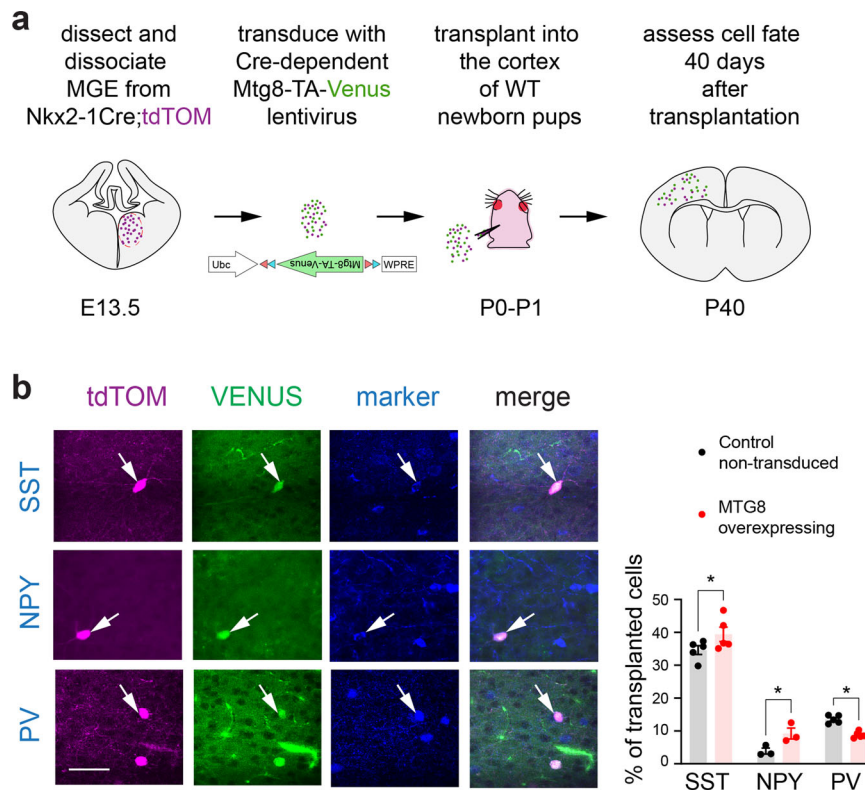 a
dissect and
dissociate
MGE from
Nkx2-1Cre;tdTOM
transduce with
Cre-dependent
Mtg8-TA-Venus
lentivirus
transplant into
the cortex
of WT
newborn pups
assess cell fate
40 days
after
transplantation
Ubc
Mtg8-TA-Venus
WPRE
E13.5
P0-P1
P40
b
tdTOM
VENUS
marker
merge
SST
NPY
PV
Control
non-transduced
MTG8
overexpressing
% of transplanted cells
50
40
30
20
10
0
*
*
*
SST
NPY
PV